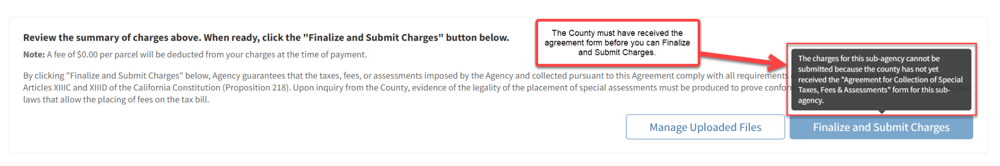 Review the summary of charges above. When ready, click the "Finalize and Submit Charges" button below.
Note: A fee of $0.00 per parcel will be deducted from your charges at the time of payment.
By clicking "Finalize and Submit Charges" below, Agency guarantees that the taxes, fees, or assessments imposed by the Agency and collected pursuant to this Agreement comply with all requirements
Articles XIIIC and XIIID of the California Constitution (Proposition 218). Upon inquiry from the County, evidence of the legality of the placement of special assessments must be produced to prove
laws that allow the placing of fees on the tax bill.
The County must have received the
agreement form before you can Finalize
and Submit Charges.
The charges for this sub-agency cannot be
submitted because the county has not yet
received the "Agreement for Collection of Special
Taxes, Fees & Assessments" form for this sub-
agency.
Manage Uploaded Files
Finalize and Submit Charges